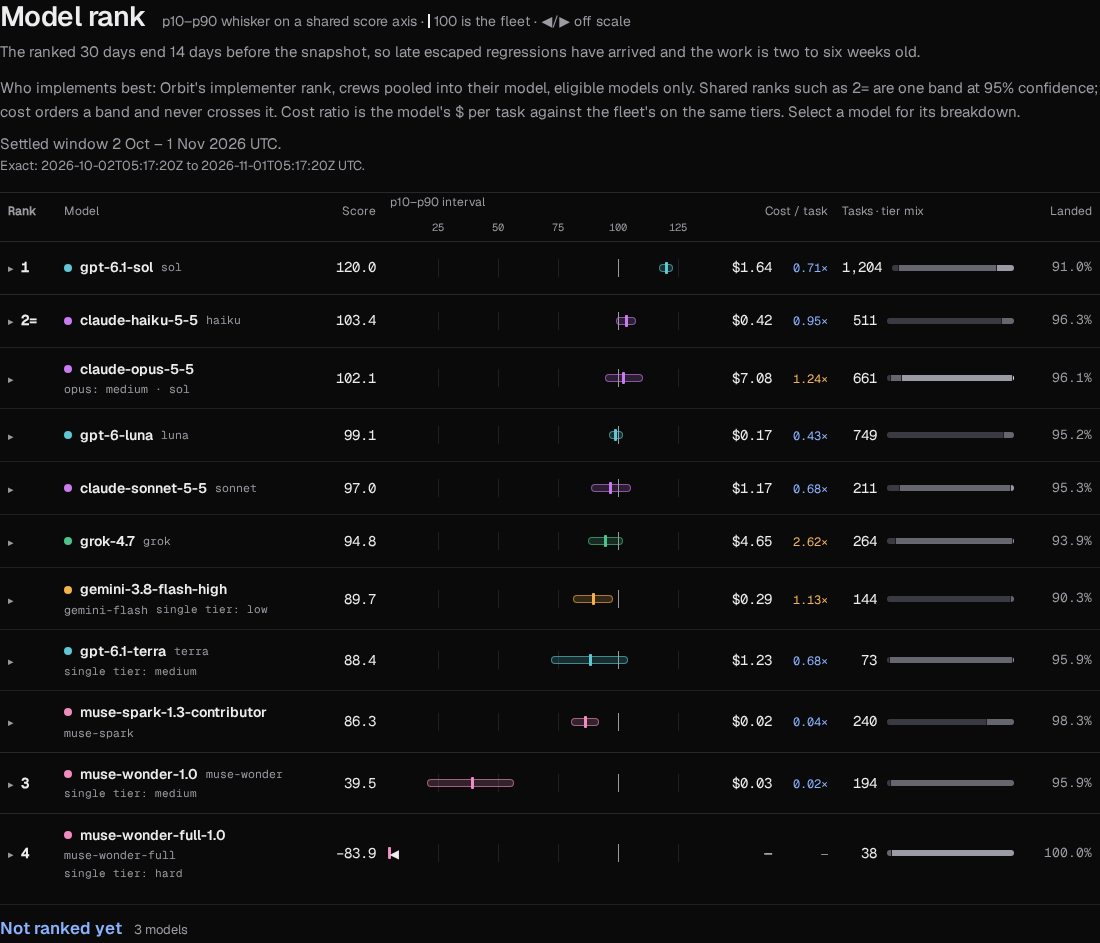 Model rank p10–p90 whisker on a shared score axis · | 100 is the fleet · ◀/▶ off scale
The ranked 30 days end 14 days before the snapshot, so late escaped regressions have arrived and the work is two to six weeks old.
Who implements best: Orbit's implementer rank, crews pooled into their model, eligible models only. Shared ranks such as 2= are one band at 95% confidence;
cost orders a band and never crosses it. Cost ratio is the model's $ per task against the fleet's on the same tiers. Select a model for its breakdown.
Settled window 2 Oct – 1 Nov 2026 UTC.
Exact: 2026-10-02T05:17:20Z to 2026-11-01T05:17:20Z UTC.
Rank Model Score p10–p90 interval Cost / task Tasks · tier mix Landed
25 50 75 100 125
▸ 1 gpt-6.1-sol sol 120.0 $1.64 0.71× 1,204 91.0%
▸ 2= claude-haiku-5-5 haiku 103.4 $0.42 0.95× 511 96.3%
▸ claude-opus-5-5 102.1 $7.08 1.24× 661 96.1%
opus: medium · sol
▸ gpt-6-luna luna 99.1 $0.17 0.43× 749 95.2%
▸ claude-sonnet-5-5 sonnet 97.0 $1.17 0.68× 211 95.3%
▸ grok-4.7 grok 94.8 $4.65 2.62× 264 93.9%
▸ gemini-3.8-flash-high 89.7 $0.29 1.13× 144 90.3%
gemini-flash single tier: low
▸ gpt-6.1-terra terra 88.4 $1.23 0.68× 73 95.9%
single tier: medium
▸ muse-spark-1.3-contributor 86.3 $0.02 0.04× 240 98.3%
muse-spark
▸ 3 muse-wonder-1.0 muse-wonder 39.5 $0.03 0.02× 194 95.9%
single tier: medium
▸ 4 muse-wonder-full-1.0 −83.9 ◀ — — 38 100.0%
muse-wonder-full
single tier: hard
Not ranked yet 3 models